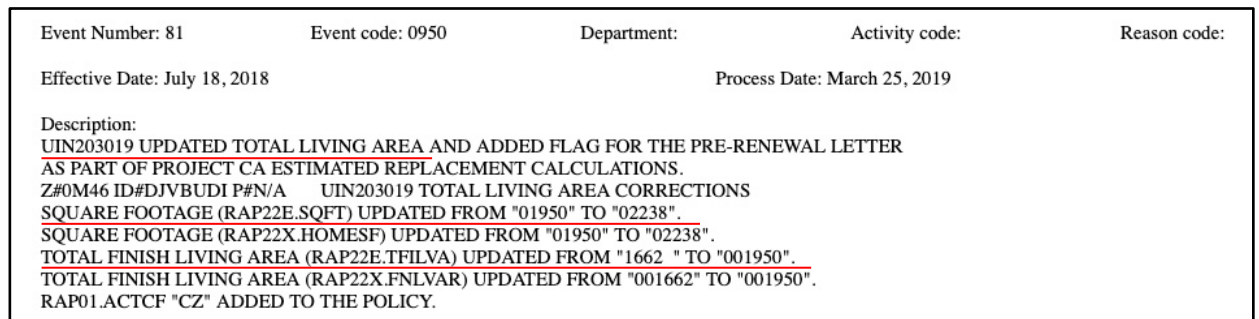 Event Number: 81 Event code: 0950 Department: Activity code: Reason code:
Effective Date: July 18, 2018 Process Date: March 25, 2019
Description:
UIN203019 UPDATED TOTAL LIVING AREA AND ADDED FLAG FOR THE PRE-RENEWAL LETTER
AS PART OF PROJECT CA ESTIMATED REPLACEMENT CALCULATIONS.
Z#0M46 ID#DJVBUDI P#N/A UIN203019 TOTAL LIVING AREA CORRECTIONS
SQUARE FOOTAGE (RAP22E.SQFT) UPDATED FROM "01950" TO "02238".
SQUARE FOOTAGE (RAP22X.HOMESF) UPDATED FROM "01950" TO "02238".
TOTAL FINISH LIVING AREA (RAP22E.TFILVA) UPDATED FROM "1662 " TO "001950".
TOTAL FINISH LIVING AREA (RAP22X.FNLVAR) UPDATED FROM "001662" TO "001950".
RAP01.ACTCF "CZ" ADDED TO THE POLICY.